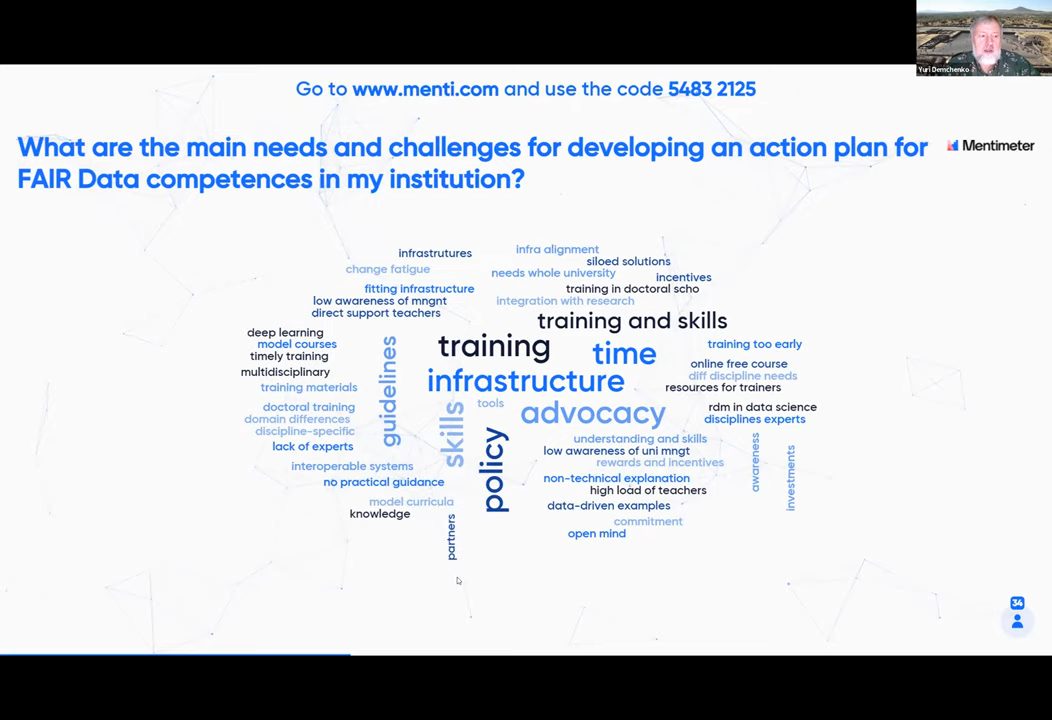 Yuri Demchenko
Go to www.menti.com and use the code 5483 2125
What are the main needs and challenges for developing an action plan for
FAIR Data competences in my institution?
Mentimeter
infrastrutures
infra alignment
siloed solutions
change fatigue
needs whole university
incentives
fitting infrastructure
training in doctoral scho
low awareness of mngnt
integration with research
direct support teachers
training and skills
deep learning
model courses
training
time
training too early
timely training
online free course
multidisciplinary
diff discipline needs
training materials
guidelines
infrastructure
resources for trainers
doctoral training
tools
advocacy
rdm in data science
domain differences
disciplines experts
discipline-specific
skills
lack of experts
policy
understanding and skills
low awareness of uni mngnt
awareness
interoperable systems
rewards and incentives
investments
no practical guidance
non-technical explanation
high load of teachers
model curricula
data-driven examples
knowledge
commitment
partners
open mind
34